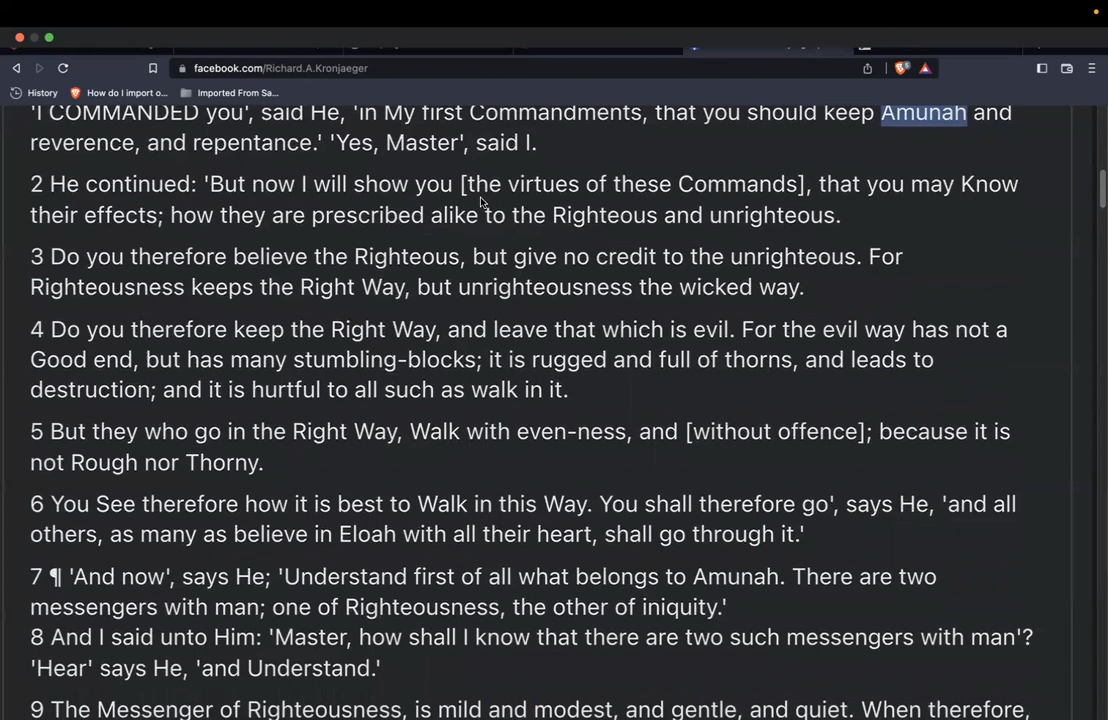 facebook.com/Richard.A.Kronjaeger
History How do I import o... Imported From Sa...
'I COMMANDED you', said He, 'in My first Commandments, that you should keep Amunah and
reverence, and repentance.' 'Yes, Master', said I.
2 He continued: 'But now I will show you [the virtues of these Commands], that you may Know
their effects; how they are prescribed alike to the Righteous and unrighteous.
3 Do you therefore believe the Righteous, but give no credit to the unrighteous. For
Righteousness keeps the Right Way, but unrighteousness the wicked way.
4 Do you therefore keep the Right Way, and leave that which is evil. For the evil way has not a
Good end, but has many stumbling-blocks; it is rugged and full of thorns, and leads to
destruction; and it is hurtful to all such as walk in it.
5 But they who go in the Right Way, Walk with even-ness, and [without offence]; because it is
not Rough nor Thorny.
6 You See therefore how it is best to Walk in this Way. You shall therefore go', says He, 'and all
others, as many as believe in Eloah with all their heart, shall go through it.'
7 ¶ 'And now', says He; 'Understand first of all what belongs to Amunah. There are two
messengers with man; one of Righteousness, the other of iniquity.'
8 And I said unto Him: 'Master, how shall I know that there are two such messengers with man'?
'Hear' says He, 'and Understand.'
9 The Messenger of Righteousness, is mild and modest, and gentle, and quiet. When therefore,